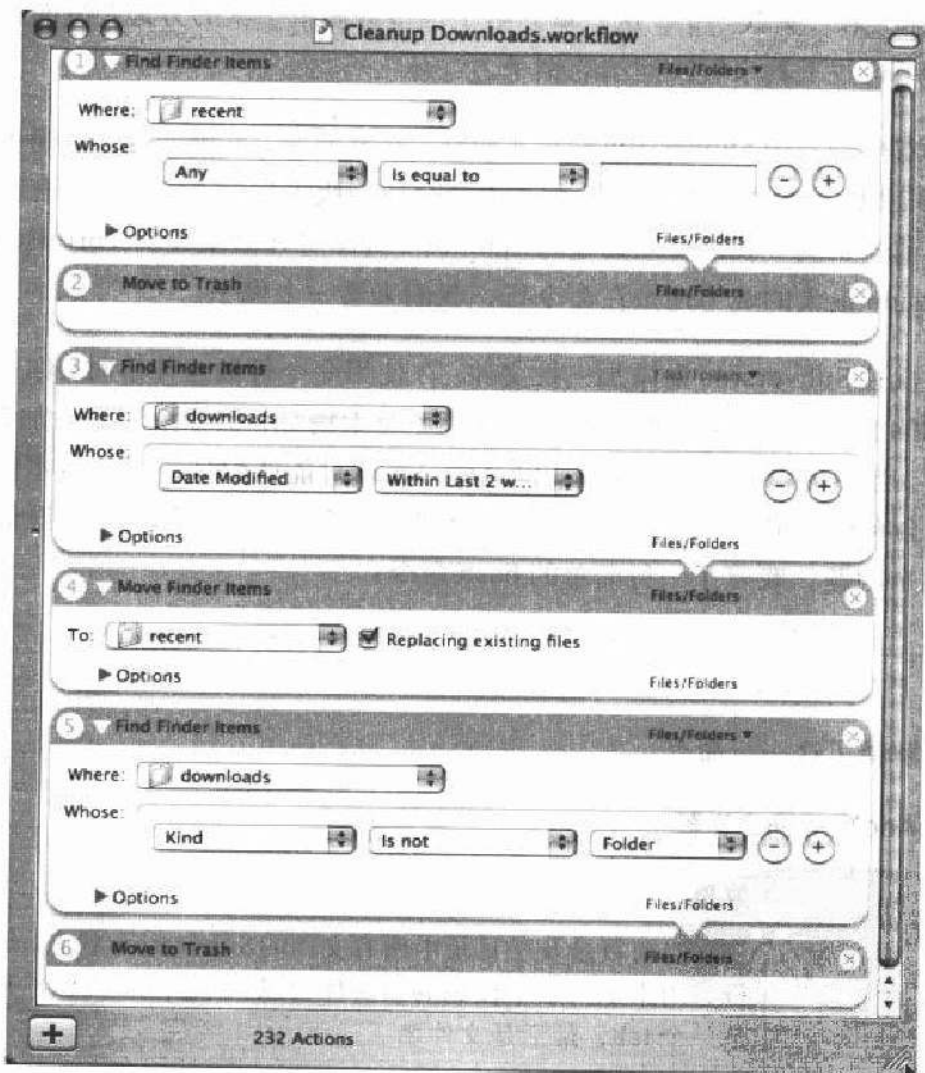 Cleanup Downloads.workflow
1 Find Finder Items Files/Folders
Where: recent
Whose:
Any Is equal to
Options Files/Folders
2 Move to Trash Files/Folders
3 Find Finder Items Files/Folders
Where: downloads
Whose:
Date Modified Within Last 2 w...
Options Files/Folders
4 Move Finder Items Files/Folders
To: recent Replacing existing files
Options Files/Folders
5 Find Finder Items Files/Folders
Where: downloads
Whose:
Kind Is not Folder
Options Files/Folders
6 Move to Trash Files/Folders
232 Actions